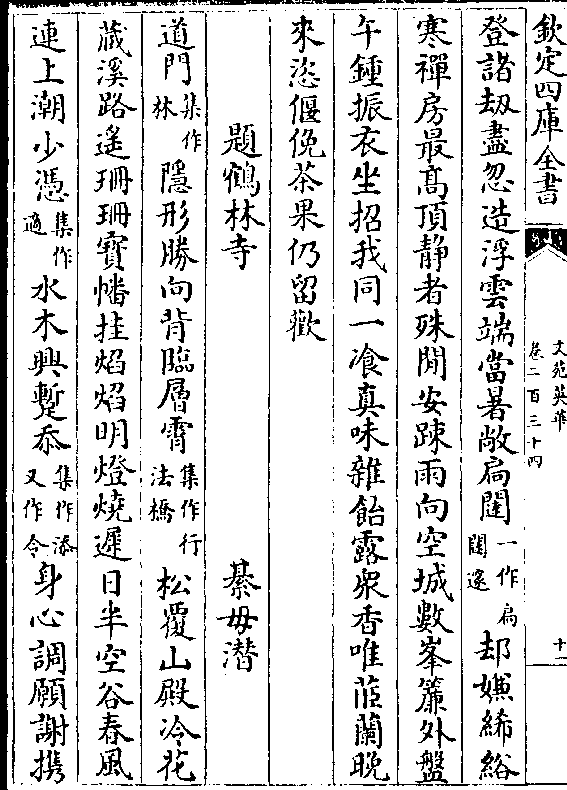 欽定四庫全書
文苑英華
卷二百三十四
十一
登諸刼盡忽造浮雲端當暑敞扃闥一作扃闥邃却嫌絺綌
寒禪房最高頂静者殊閒安踈雨向空城數峯簾外盤
午鍾振衣坐招我同一飡真味雜飴露衆香唯茝蘭晚
來恣偃俛茶果仍留歡
題鶴林寺
綦毋潜
道門集作林隱形勝向背臨層霄集作行法橋松覆山殿冷花
藏溪路遥珊珊寶幡挂焰焰明燈燒遲日半空谷春風
連上潮少憑集作適水木興蹔忝集作添又作令身心調願謝携